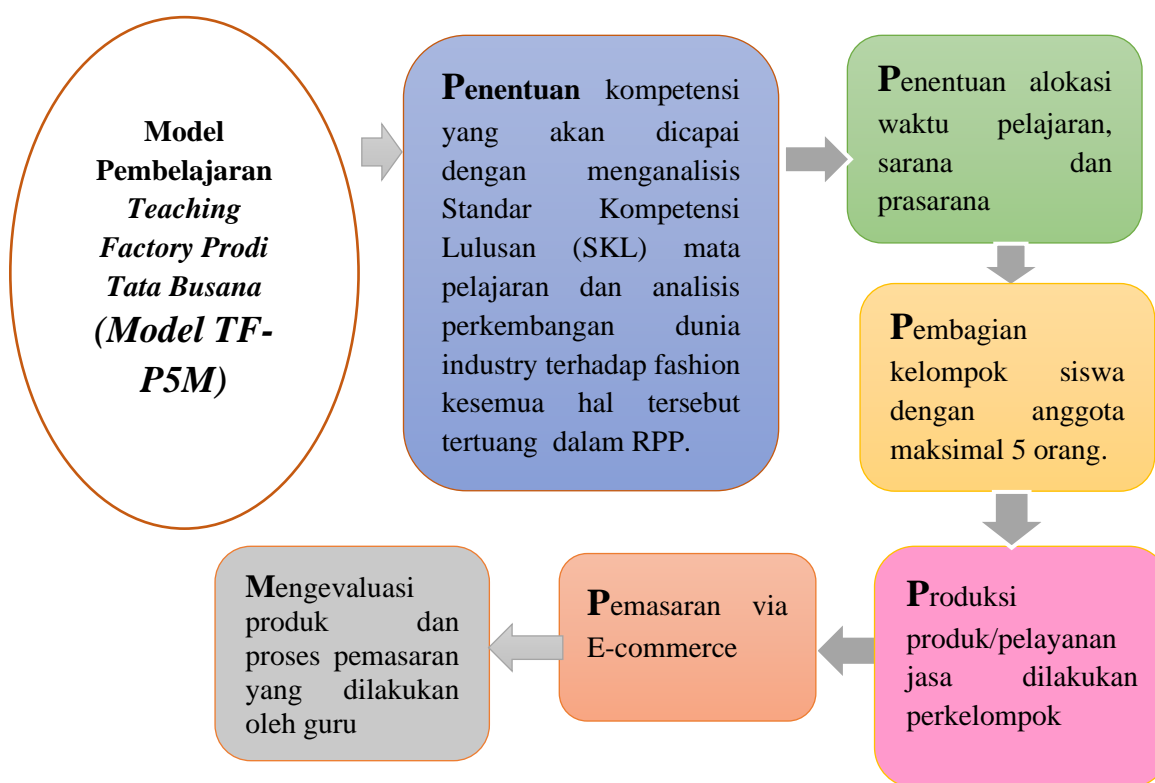 Model
Pembelajaran
Teaching
Factory Prodi
Tata Busana
(Model TF-
P5M)
Penentuan kompetensi
yang akan dicapai
dengan menganalisis
Standar Kompetensi
Lulusan (SKL) mata
pelajaran dan analisis
perkembangan dunia
industry terhadap fashion
kesemua hal tersebut
tertuang dalam RPP.
Penentuan alokasi
waktu pelajaran,
sarana dan
prasarana
Pembagian
kelompok siswa
dengan anggota
maksimal 5 orang.
Produksi
produk/pelayanan
jasa dilakukan
perkelompok
Pemasaran via
E-commerce
Mengevaluasi
produk dan
proses pemasaran
yang dilakukan
oleh guru